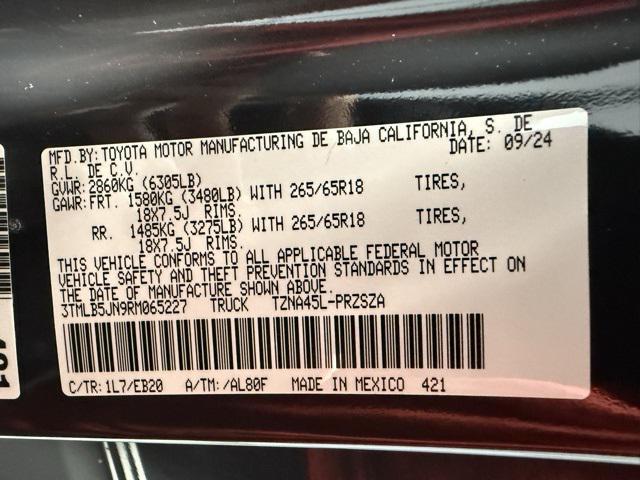 MFD.BY:TOYOTA MOTOR MANUFACTURING DE BAJA CALIFORNIA, S. DE
R.L. DE C.V. DATE: 09/24
GVWR: 2860KG (6305LB)
GAWR: FRT. 1580KG (3480LB) WITH 265/65R18 TIRES,
18X7.5J RIMS.
RR. 1485KG (3275LB) WITH 265/65R18 TIRES,
18X7.5J RIMS.
THIS VEHICLE CONFORMS TO ALL APPLICABLE FEDERAL MOTOR
VEHICLE SAFETY AND THEFT PREVENTION STANDARDS IN EFFECT ON
THE DATE OF MANUFACTURE SHOWN ABOVE.
3TMLB5JN9RM065227 TRUCK TZNA45L-PRZSZA
C/TR: 1L7/EB20 A/TM: /AL80F MADE IN MEXICO 421